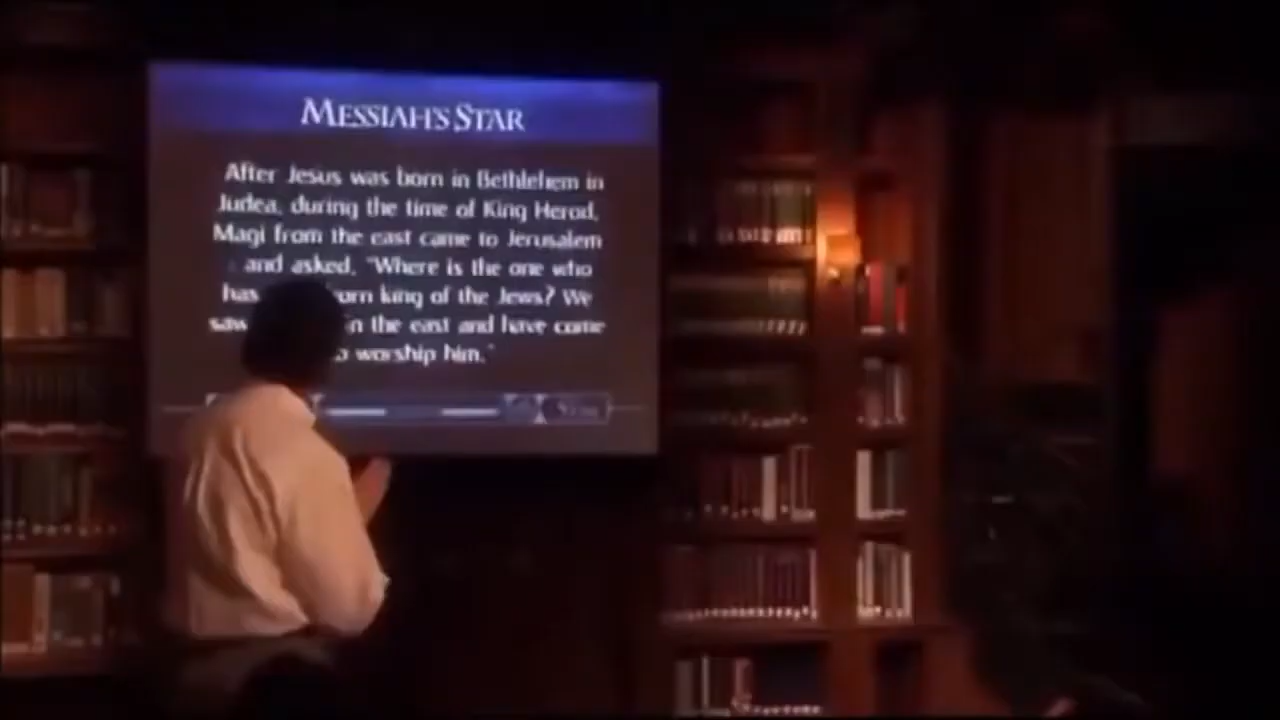 MESSIAH'S STAR
After Jesus was born in Bethlehem in
Judea, during the time of King Herod,
Magi from the east came to Jerusalem
and asked, "Where is the one who
has orn king of the Jews? We
saw n the east and have come
o worship him."